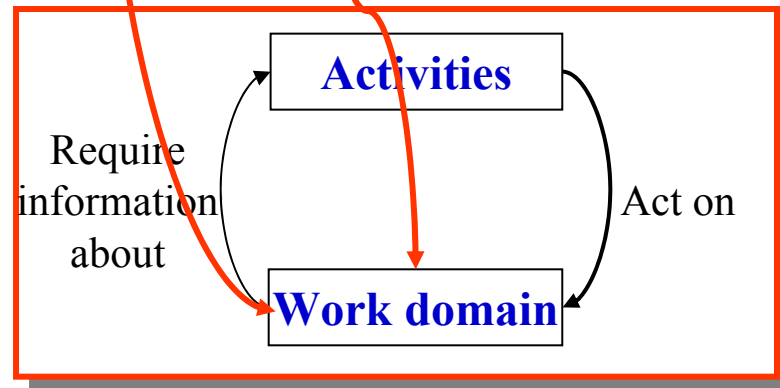 Activities
Require
information
about
Act on
Work domain